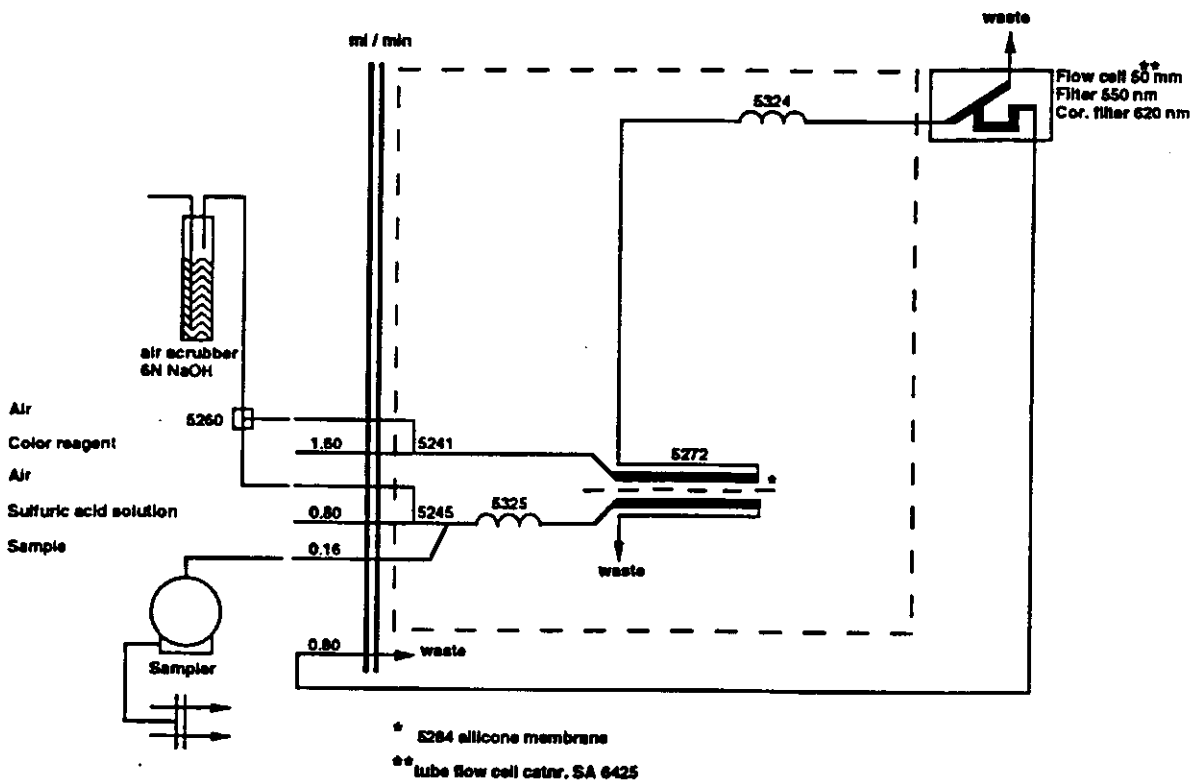 waste
ml / min
**
Flow cell 50 mm
Filter 550 nm
Cor. filter 620 nm
5324
air scrubber
6N NaOH
Air
5260
Color reagent
1.60
5241
5272
Air
*
Sulfuric acid solution
0.80
5245
5325
Sample
0.16
waste
0.80
waste
Sampler
* 5284 silicone membrane
** tube flow cell catnr. SA 6425